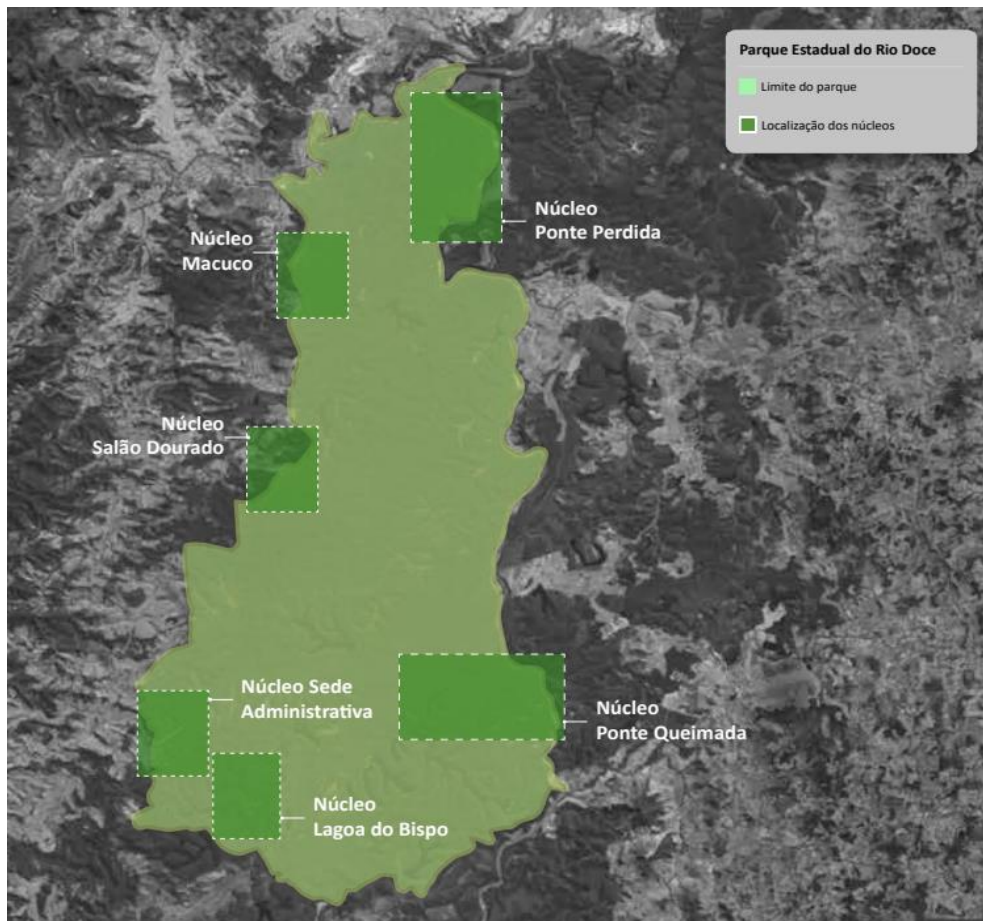 Parque Estadual do Rio Doce
Limite do parque
Localização dos núcleos
Núcleo
Ponte Perdida
Núcleo
Macuco
Núcleo
Salão Dourado
Núcleo Sede
Administrativa
Núcleo
Ponte Queimada
Núcleo
Lagoa do Bispo